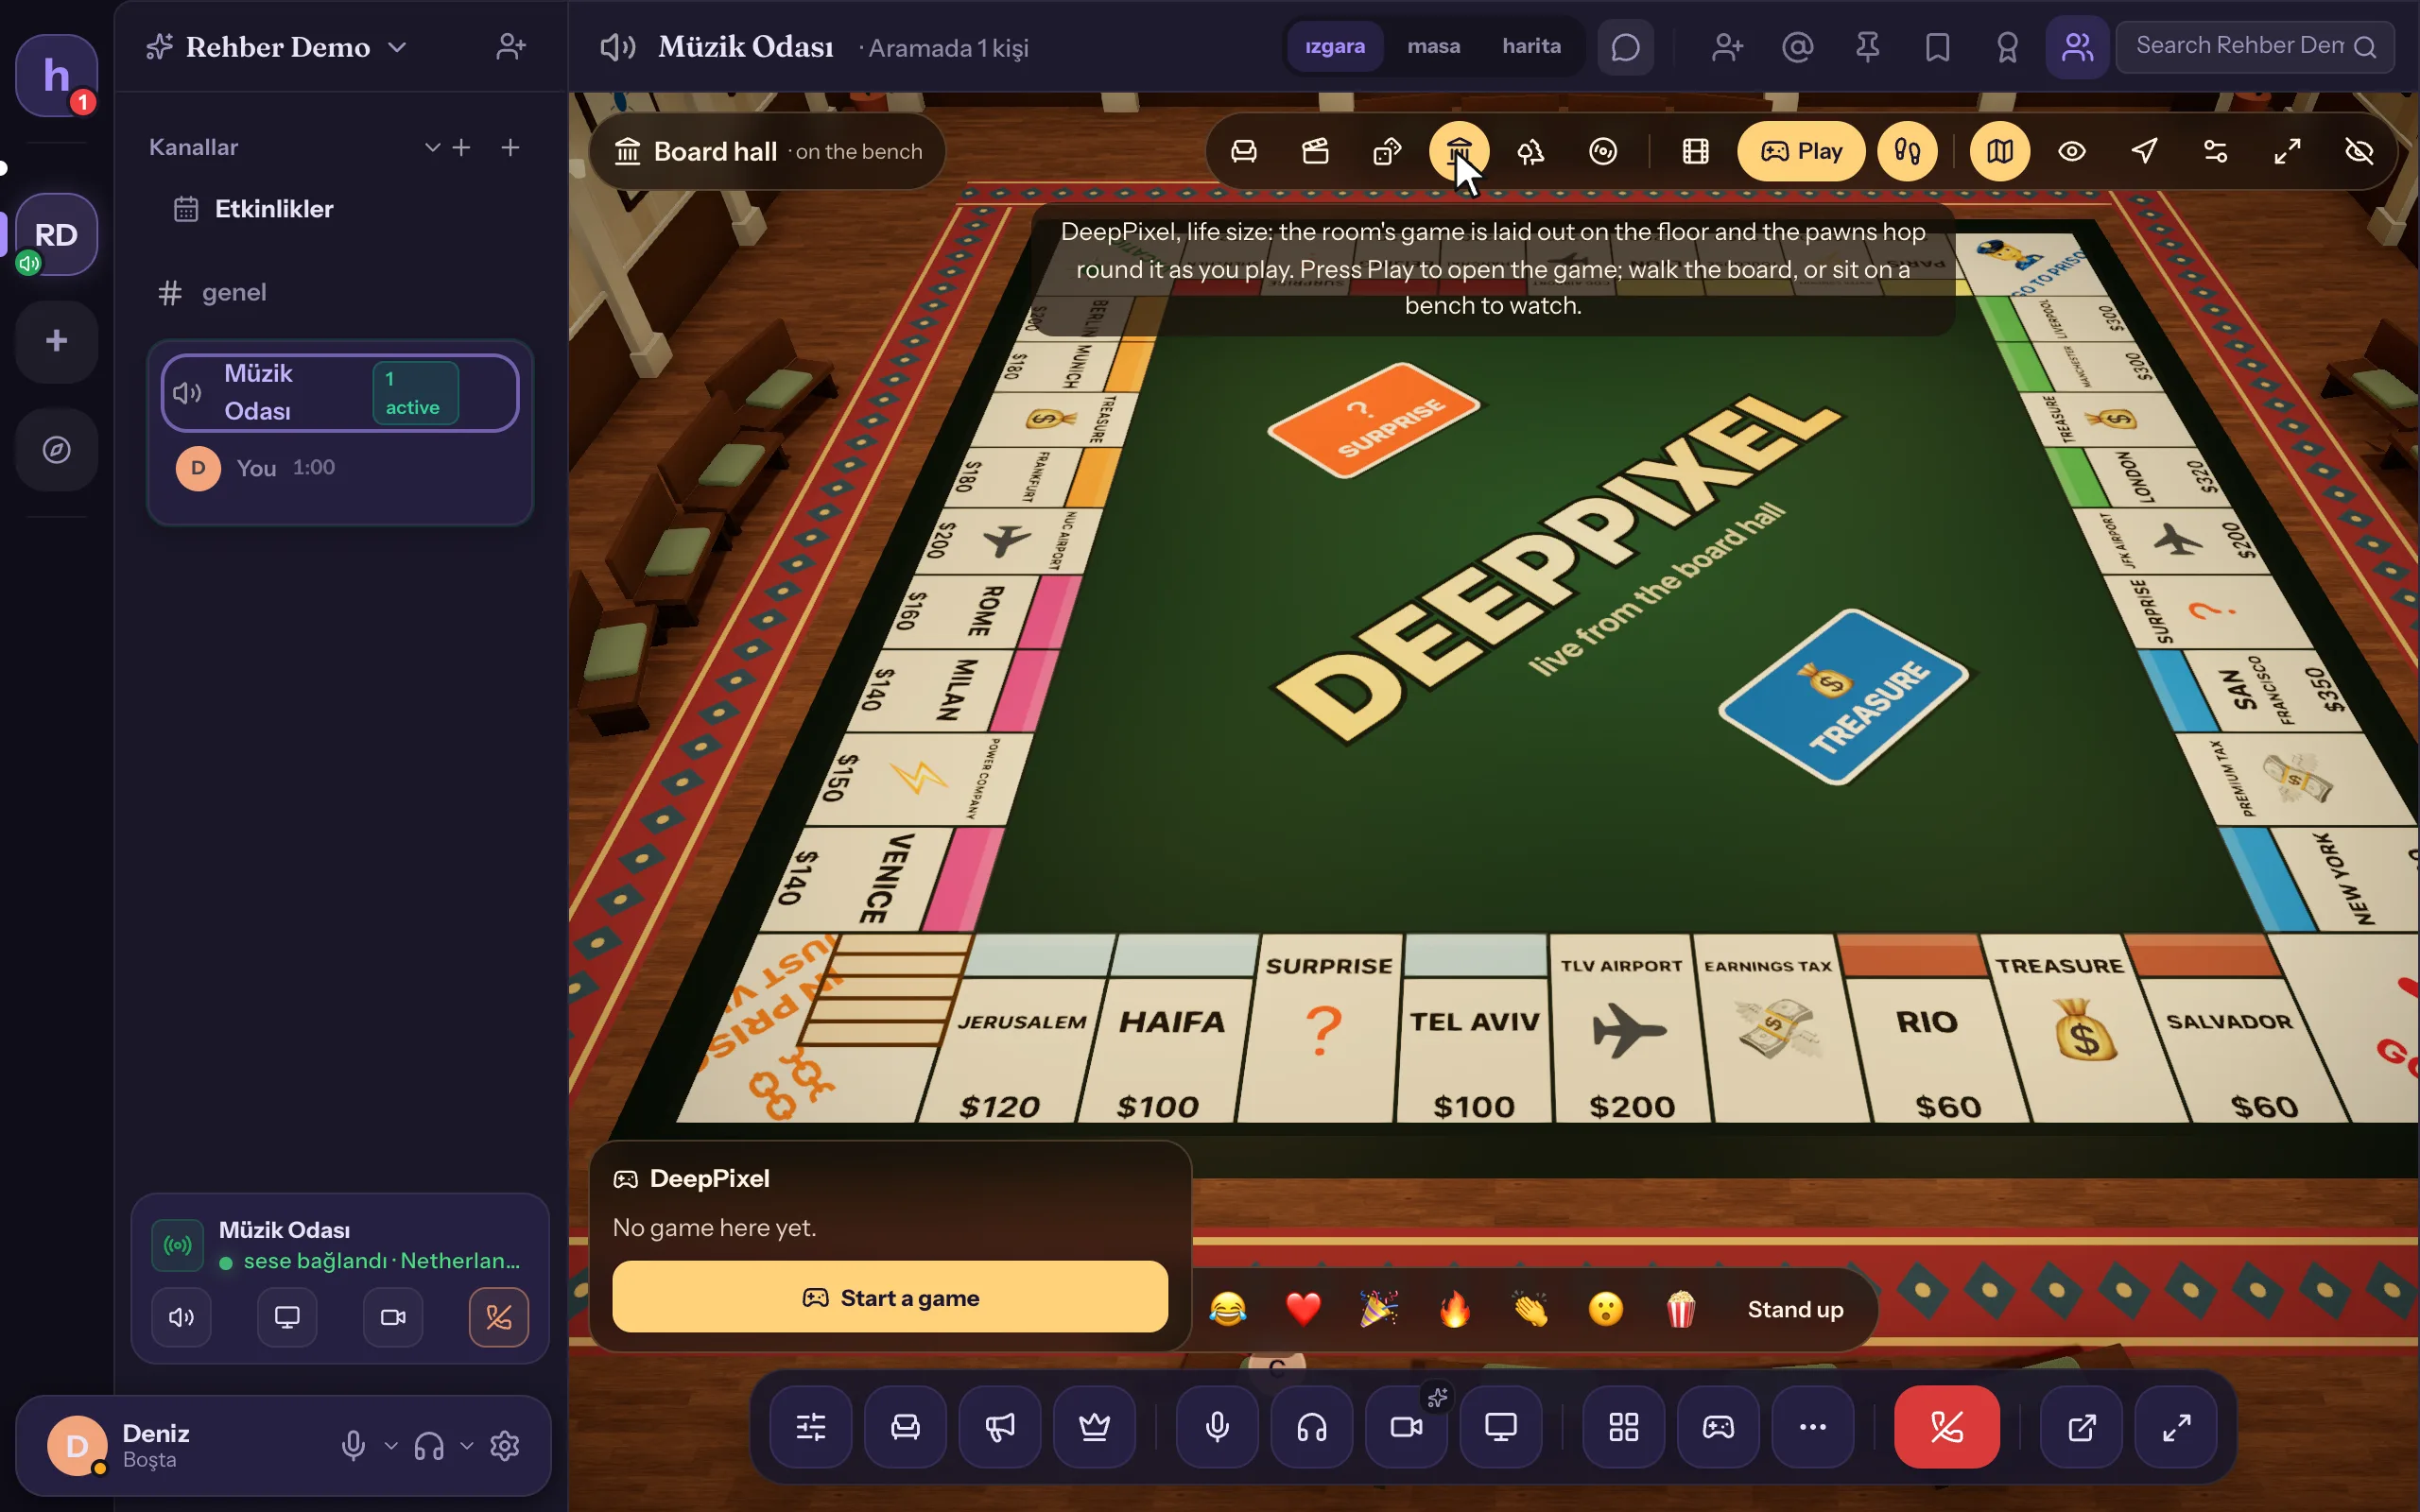 h
1
RD
Rehber Demo
Kanallar
Etkinlikler
# genel
Müzik Odası
1 active
D You 1:00
Müzik Odası
sese bağlandı · Netherlan...
D
Deniz
Boşta
Müzik Odası · Aramada 1 kişi
ızgara masa harita
Search Rehber Den
Board hall · on the bench
Play
DeepPixel, life size: the room's game is laid out on the floor and the pawns hop
round it as you play. Press Play to open the game; walk the board, or sit on a
bench to watch.
GO TO PRISO
BERLIN
$200
MUNICH
$180
TREASURE
FRANKFURT
$180
MUC AIRPORT
$200
ROME
$160
MILAN
$140
POWER COMPANY
$150
VENICE
$140
? SURPRISE
DEEPPIXEL
live from the board hall
$ TREASURE
LIVERPOOL
$300
MANCHESTER
$300
TREASURE
LONDON
$320
JFK AIRPORT
$200
SURPRISE
?
SAN FRANCISCO
$350
PREMIUM TAX
NEW YORK
IN PRISO
JERUSALEM
$120
HAIFA
$100
SURPRISE
?
TEL AVIV
$100
TLV AIRPORT
$200
EARNINGS TAX
RIO
$60
TREASURE
$
SALVADOR
$60
DeepPixel
No game here yet.
Start a game
Stand up